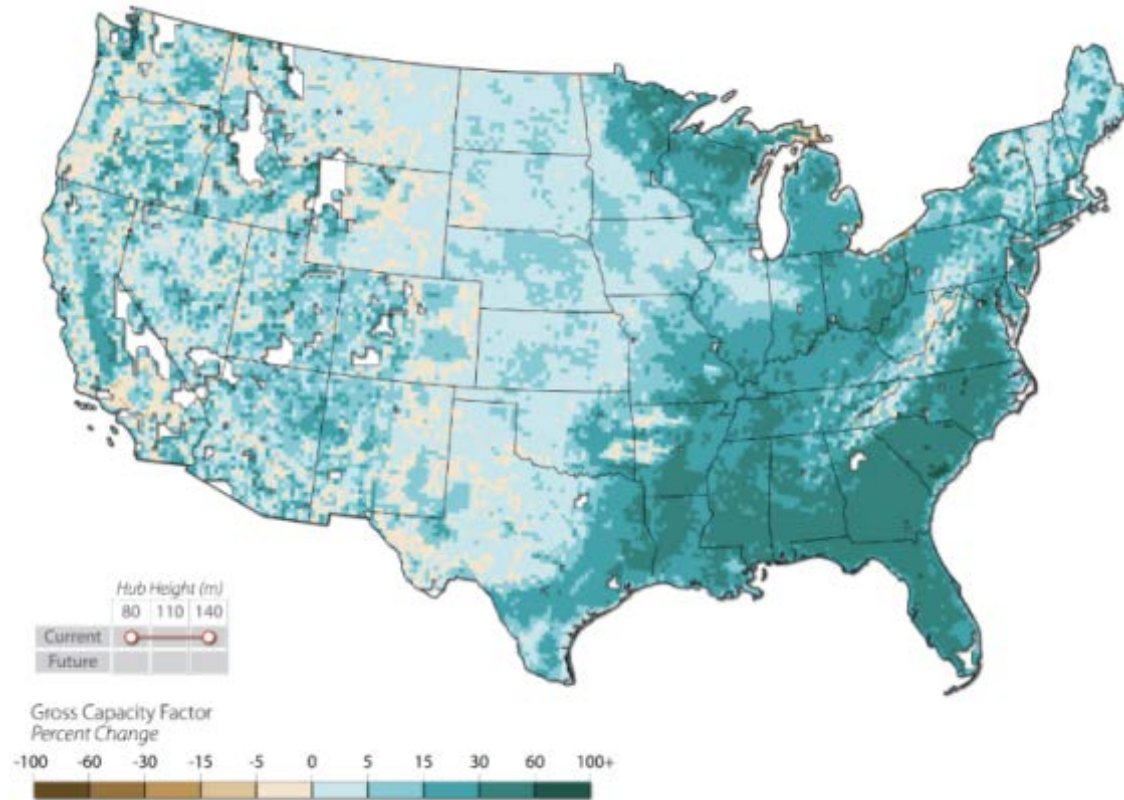 Hub Height (m)
80 110 140
Current
Future
Gross Capacity Factor
Percent Change
-100 -60 -30 -15 -5 0 5 15 30 60 100+